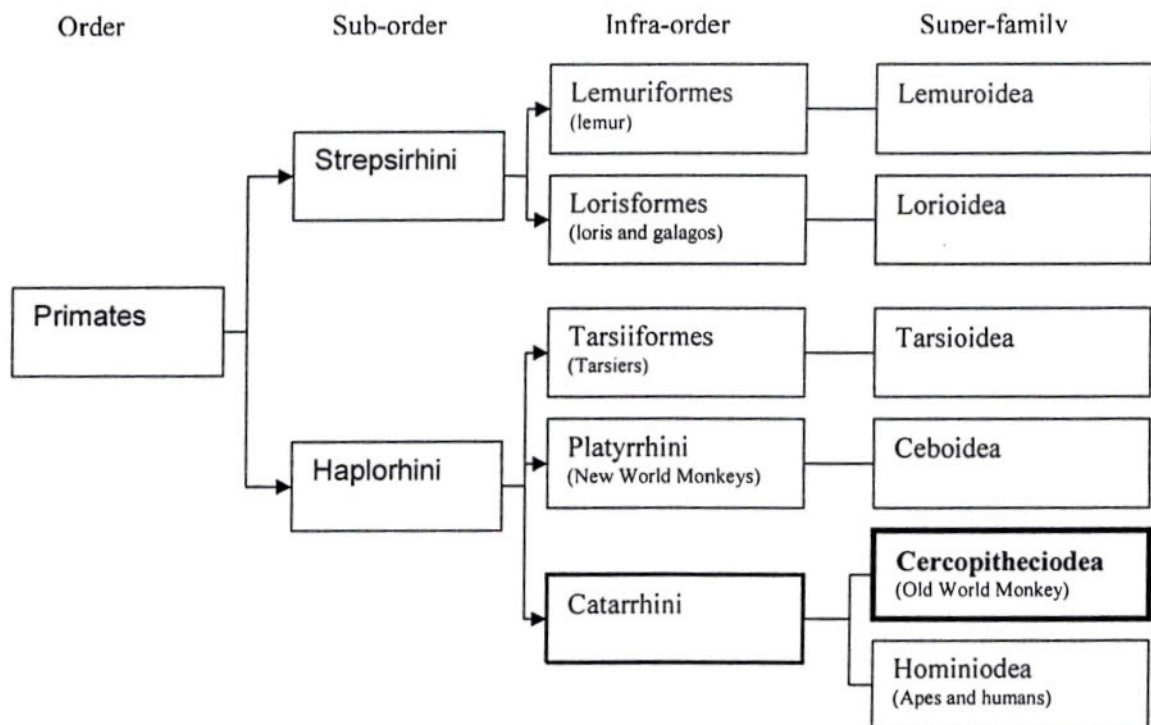 Order
Sub-order
Infra-order
Super-family
Lemuriformes
(lemur)
Lemuroidea
Strepsirhini
Lorisformes
(loris and galagos)
Lorioidea
Primates
Tarsiiformes
(Tarsiers)
Tarsioidea
Haplorhini
Platyrrhini
(New World Monkeys)
Ceboidea
Catarrhini
Cercopitheciodea
(Old World Monkey)
Hominiodea
(Apes and humans)